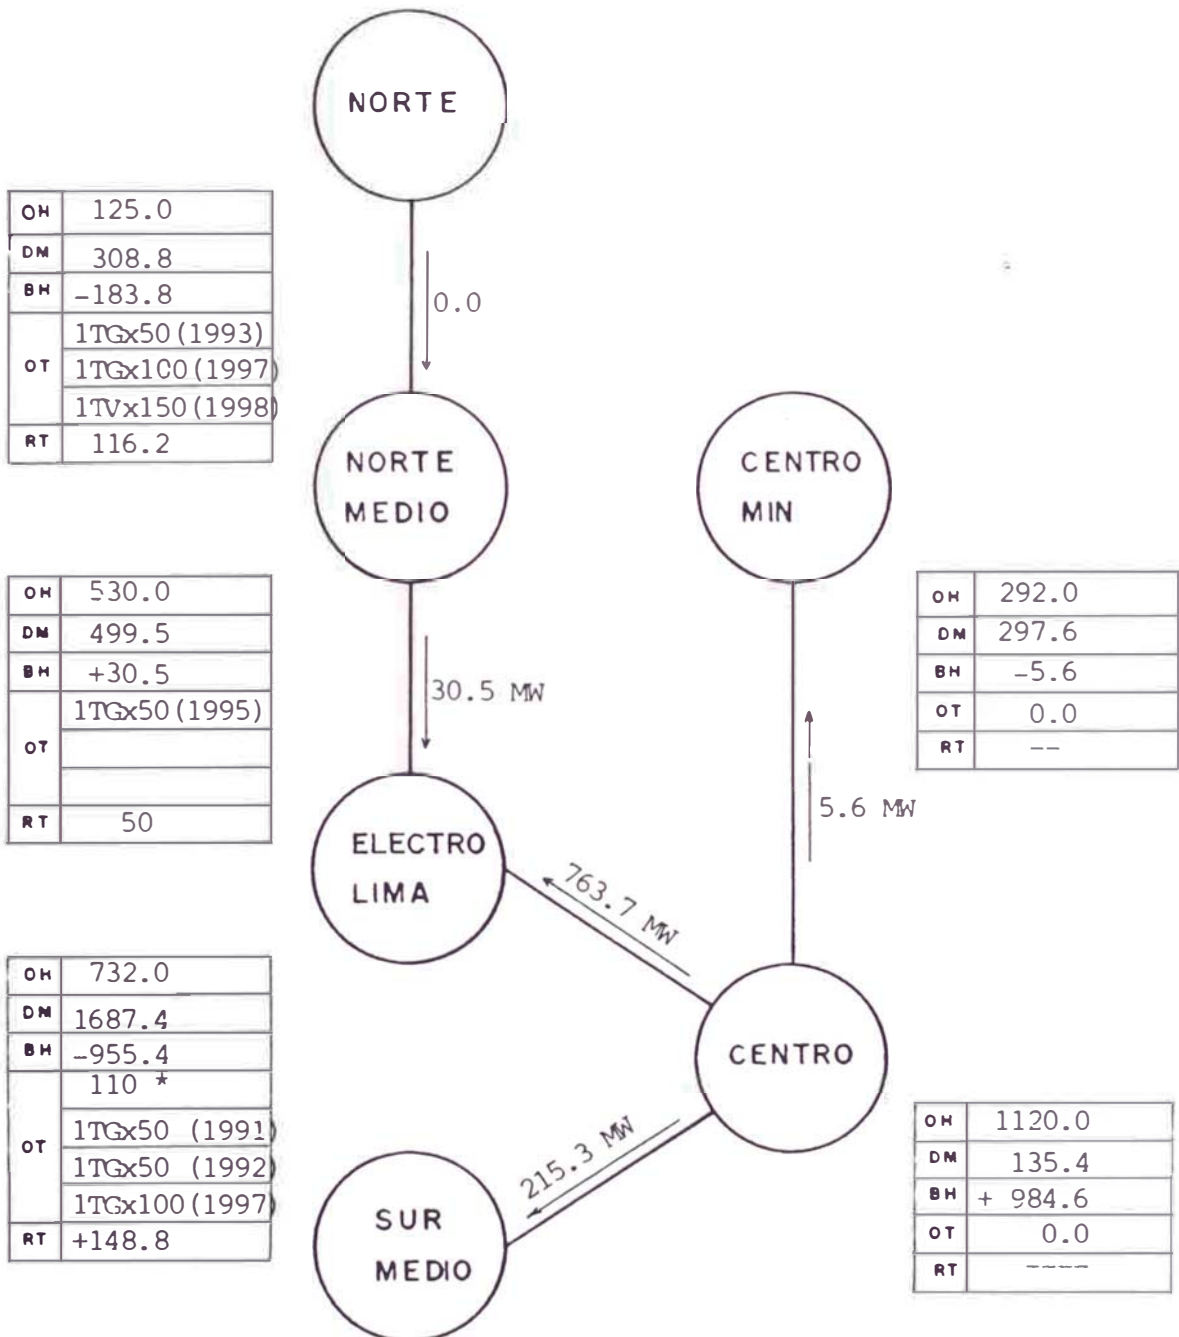 NORTE
OH 125.0
DM 308.8
BH -183.8
OT 1TGx50(1993)
1TGx100(1997)
1TVx150(1998)
RT 116.2
0.0
NORTE
MEDIO
CENTRO
MIN
OH 530.0
DM 499.5
BH +30.5
OT 1TGx50(1995)
RT 50
30.5 MW
OH 292.0
DM 297.6
BH -5.6
OT 0.0
RT --
5.6 MW
ELECTRO
LIMA
763.7 MW
OH 732.0
DM 1687.4
BH -955.4
OT 110 *
1TGx50 (1991)
1TGx50 (1992)
1TGx100(1997)
RT +148.8
CENTRO
215.3 MW
SUR
MEDIO
OH 1120.0
DM 135.4
BH + 984.6
OT 0.0
RT ----